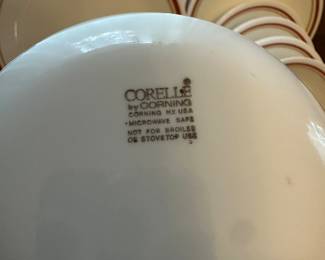 CORELLE®
by CORNING
CORNING NY USA
•MICROWAVE SAFE
NOT FOR BROILER
OR STOVETOP USE